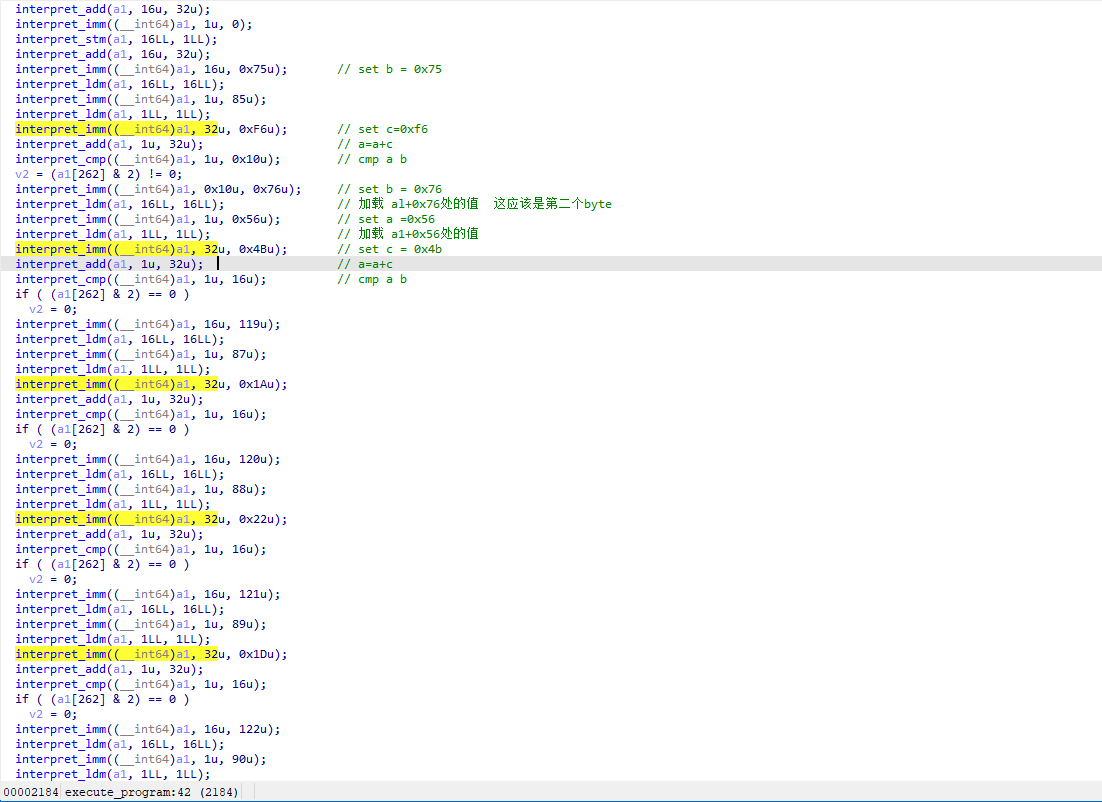 interpret_add(a1, 16u, 32u);
interpret_imm((__int64)a1, 1u, 0);
interpret_stm(a1, 16LL, 1LL);
interpret_add(a1, 16u, 32u);
interpret_imm((__int64)a1, 16u, 0x75u); // set b = 0x75
interpret_ldm(a1, 16LL, 16LL);
interpret_imm((__int64)a1, 1u, 85u);
interpret_ldm(a1, 1LL, 1LL);
interpret_imm((__int64)a1, 32u, 0xF6u); // set c=0xf6
interpret_add(a1, 1u, 32u); // a=a+c
interpret_cmp((__int64)a1, 1u, 0x10u); // cmp a b
v2 = (a1[262] & 2) != 0;
interpret_imm((__int64)a1, 0x10u, 0x76u); // set b = 0x76
interpret_ldm(a1, 16LL, 16LL); // 加载 a1+0x76处的值 这应该是第二个byte
interpret_imm((__int64)a1, 1u, 0x56u); // set a =0x56
interpret_ldm(a1, 1LL, 1LL); // 加载 a1+0x56处的值
interpret_imm((__int64)a1, 32u, 0x4Bu); // set c = 0x4b
interpret_add(a1, 1u, 32u); // a=a+c
interpret_cmp((__int64)a1, 1u, 16u); // cmp a b
if ( (a1[262] & 2) == 0 )
v2 = 0;
interpret_imm((__int64)a1, 16u, 119u);
interpret_ldm(a1, 16LL, 16LL);
interpret_imm((__int64)a1, 1u, 87u);
interpret_ldm(a1, 1LL, 1LL);
interpret_imm((__int64)a1, 32u, 0x1Au);
interpret_add(a1, 1u, 32u);
interpret_cmp((__int64)a1, 1u, 16u);
if ( (a1[262] & 2) == 0 )
v2 = 0;
interpret_imm((__int64)a1, 16u, 120u);
interpret_ldm(a1, 16LL, 16LL);
interpret_imm((__int64)a1, 1u, 88u);
interpret_ldm(a1, 1LL, 1LL);
interpret_imm((__int64)a1, 32u, 0x22u);
interpret_add(a1, 1u, 32u);
interpret_cmp((__int64)a1, 1u, 16u);
if ( (a1[262] & 2) == 0 )
v2 = 0;
interpret_imm((__int64)a1, 16u, 121u);
interpret_ldm(a1, 16LL, 16LL);
interpret_imm((__int64)a1, 1u, 89u);
interpret_ldm(a1, 1LL, 1LL);
interpret_imm((__int64)a1, 32u, 0x1Du);
interpret_add(a1, 1u, 32u);
interpret_cmp((__int64)a1, 1u, 16u);
if ( (a1[262] & 2) == 0 )
v2 = 0;
interpret_imm((__int64)a1, 16u, 122u);
interpret_ldm(a1, 16LL, 16LL);
interpret_imm((__int64)a1, 1u, 90u);
interpret_ldm(a1, 1LL, 1LL);
00002184 execute_program:42 (2184)